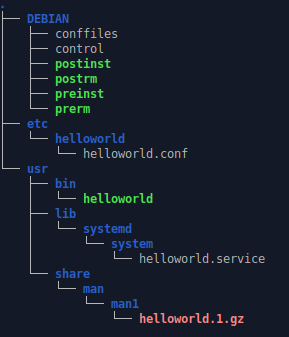 .
DEBIAN
conffiles
control
postinst
postrm
preinst
prerm
etc
helloworld
helloworld.conf
usr
bin
helloworld
lib
systemd
system
helloworld.service
share
man
man1
helloworld.1.gz